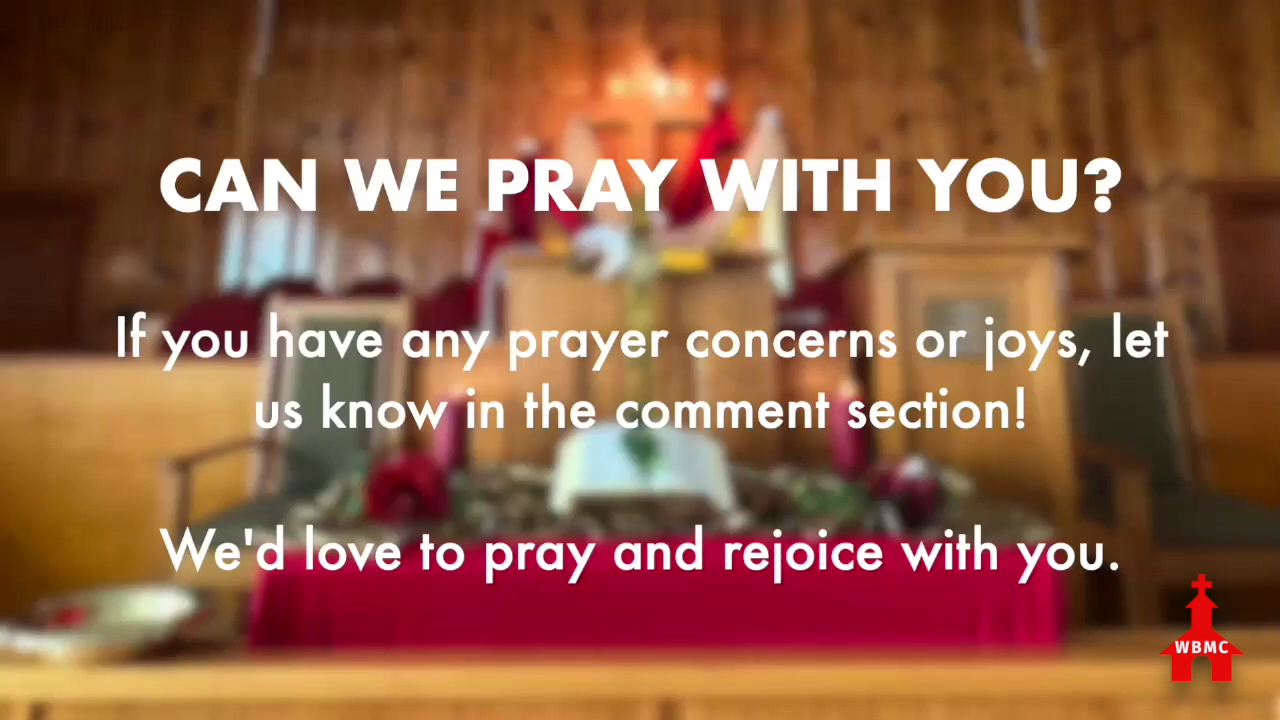 CAN WE PRAY WITH YOU?
If you have any prayer concerns or joys, let
us know in the comment section!
We'd love to pray and rejoice with you.
WBMC